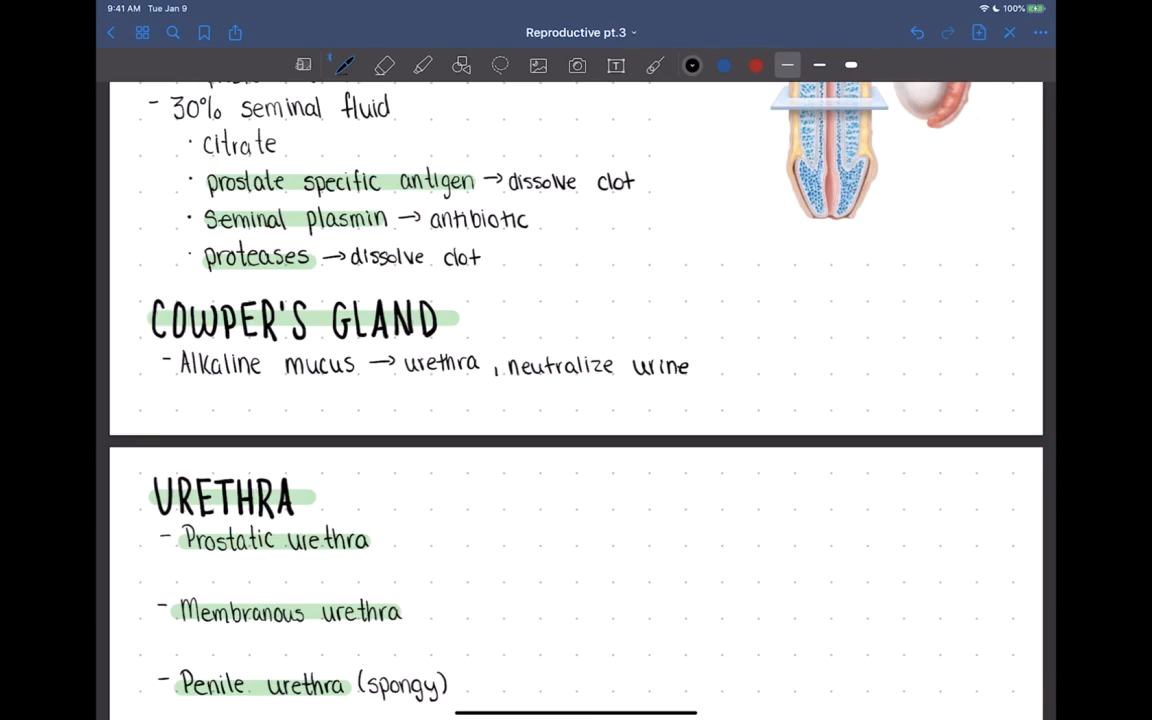 9:41 AM Tue Jan 9
100%
Reproductive pt.3
- 30% seminal fluid
· citrate
· prostate specific antigen → dissolve clot
· Seminal plasmin → antibiotic
· proteases → dissolve clot
COWPER'S GLAND
- Alkaline mucus → urethra, neutralize urine
URETHRA
- Prostatic urethra
- Membranous urethra
- Penile urethra (spongy)